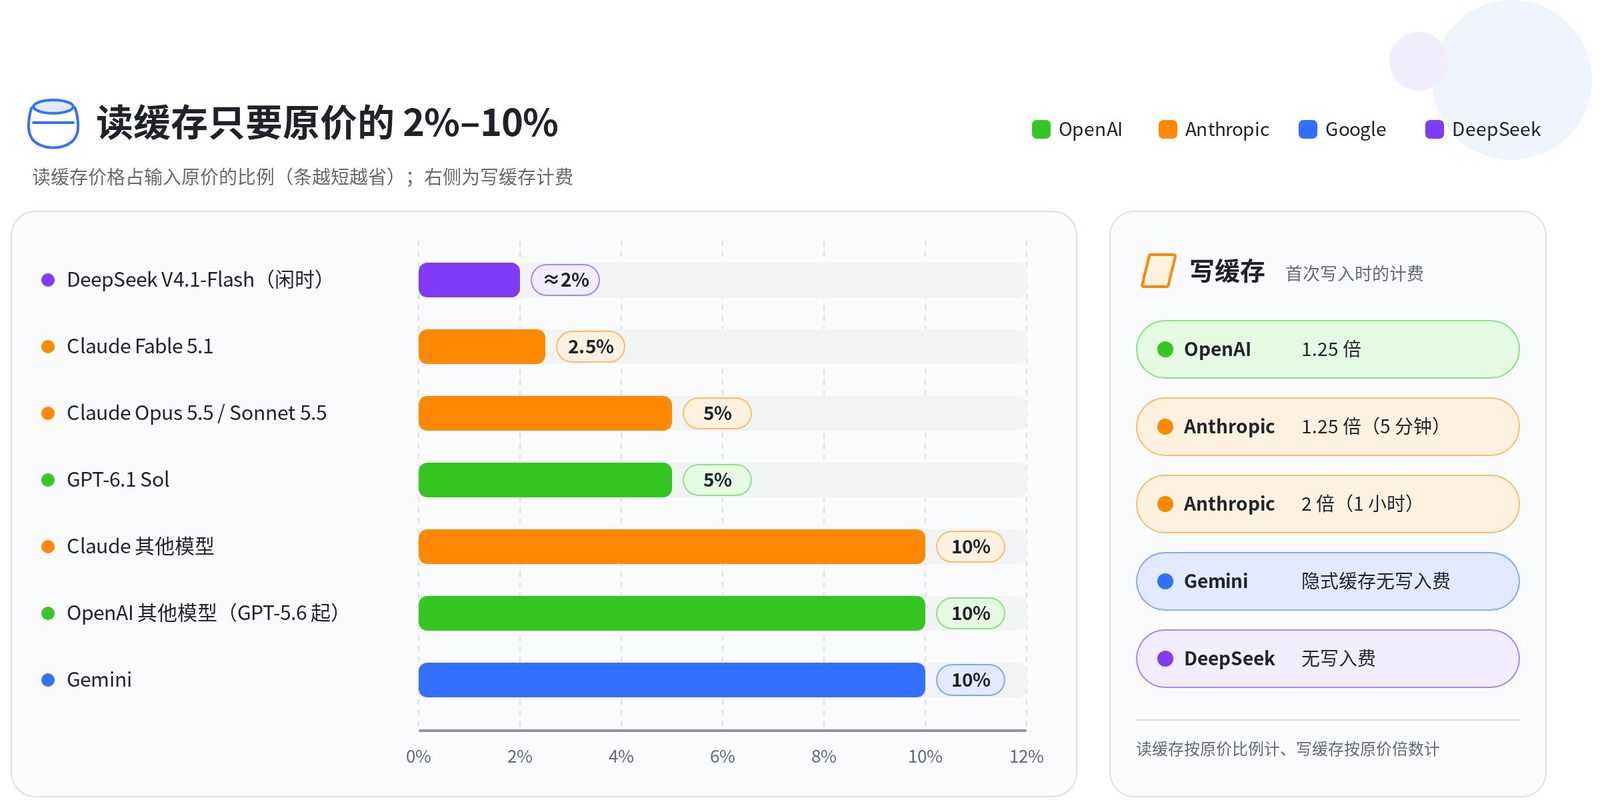 读缓存只要原价的 2%–10%
OpenAI
Anthropic
Google
DeepSeek
读缓存价格占输入原价的比例（条越短越省）；右侧为写缓存计费
DeepSeek V4.1-Flash（闲时）
≈2%
Claude Fable 5.1
2.5%
Claude Opus 5.5 / Sonnet 5.5
5%
GPT-6.1 Sol
5%
Claude 其他模型
10%
OpenAI 其他模型（GPT-5.6 起）
10%
Gemini
10%
0%
2%
4%
6%
8%
10%
12%
写缓存 首次写入时的计费
OpenAI 1.25 倍
Anthropic 1.25 倍（5 分钟）
Anthropic 2 倍（1 小时）
Gemini 隐式缓存无写入费
DeepSeek 无写入费
读缓存按原价比例计、写缓存按原价倍数计